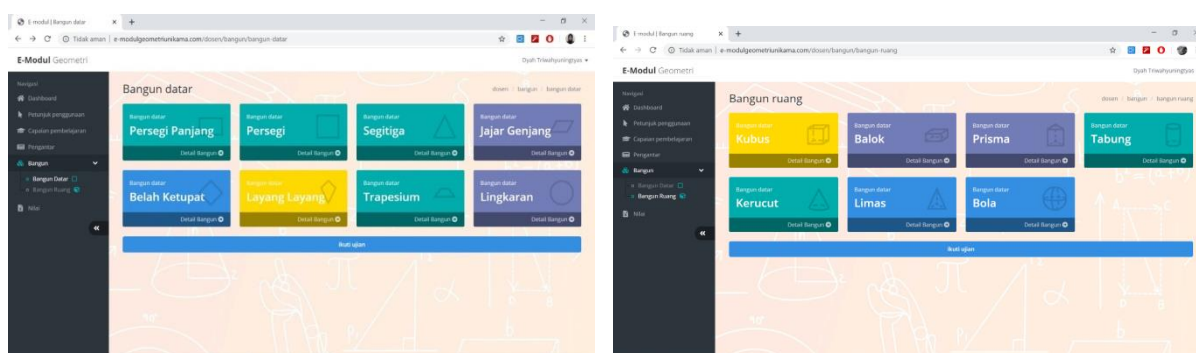 E-modul | Bangun datar
Tidak aman | e-modulgeometriunikama.com/dosen/bangun/bangun-datar
E-Modul Geometri
Dyah Triwahyuningtyas
Navigasi
Dashboard
Petunjuk penggunaan
Capaian pembelajaran
Pengantar
Bangun
Bangun Datar
Bangun Ruang
Nilai
Bangun datar
dosen / bangun / bangun datar
Bangun datar
Persegi Panjang
Detail Bangun
Bangun datar
Persegi
Detail Bangun
Bangun datar
Segitiga
Detail Bangun
Bangun datar
Jajar Genjang
Detail Bangun
Bangun datar
Belah Ketupat
Detail Bangun
Bangun datar
Layang Layang
Detail Bangun
Bangun datar
Trapesium
Detail Bangun
Bangun datar
Lingkaran
Detail Bangun
Ikuti ujian
E-modul | Bangun ruang
Tidak aman | e-modulgeometriunikama.com/dosen/bangun/bangun-ruang
E-Modul Geometri
Dyah Triwahyuningtyas
Navigasi
Dashboard
Petunjuk penggunaan
Capaian pembelajaran
Pengantar
Bangun
Bangun Datar
Bangun Ruang
Nilai
Bangun ruang
dosen / bangun / bangun ruang
Bangun datar
Kubus
Detail Bangun
Bangun datar
Balok
Detail Bangun
Bangun datar
Prisma
Detail Bangun
Bangun datar
Tabung
Detail Bangun
Bangun datar
Kerucut
Detail Bangun
Bangun datar
Limas
Detail Bangun
Bangun datar
Bola
Detail Bangun
Ikuti ujian